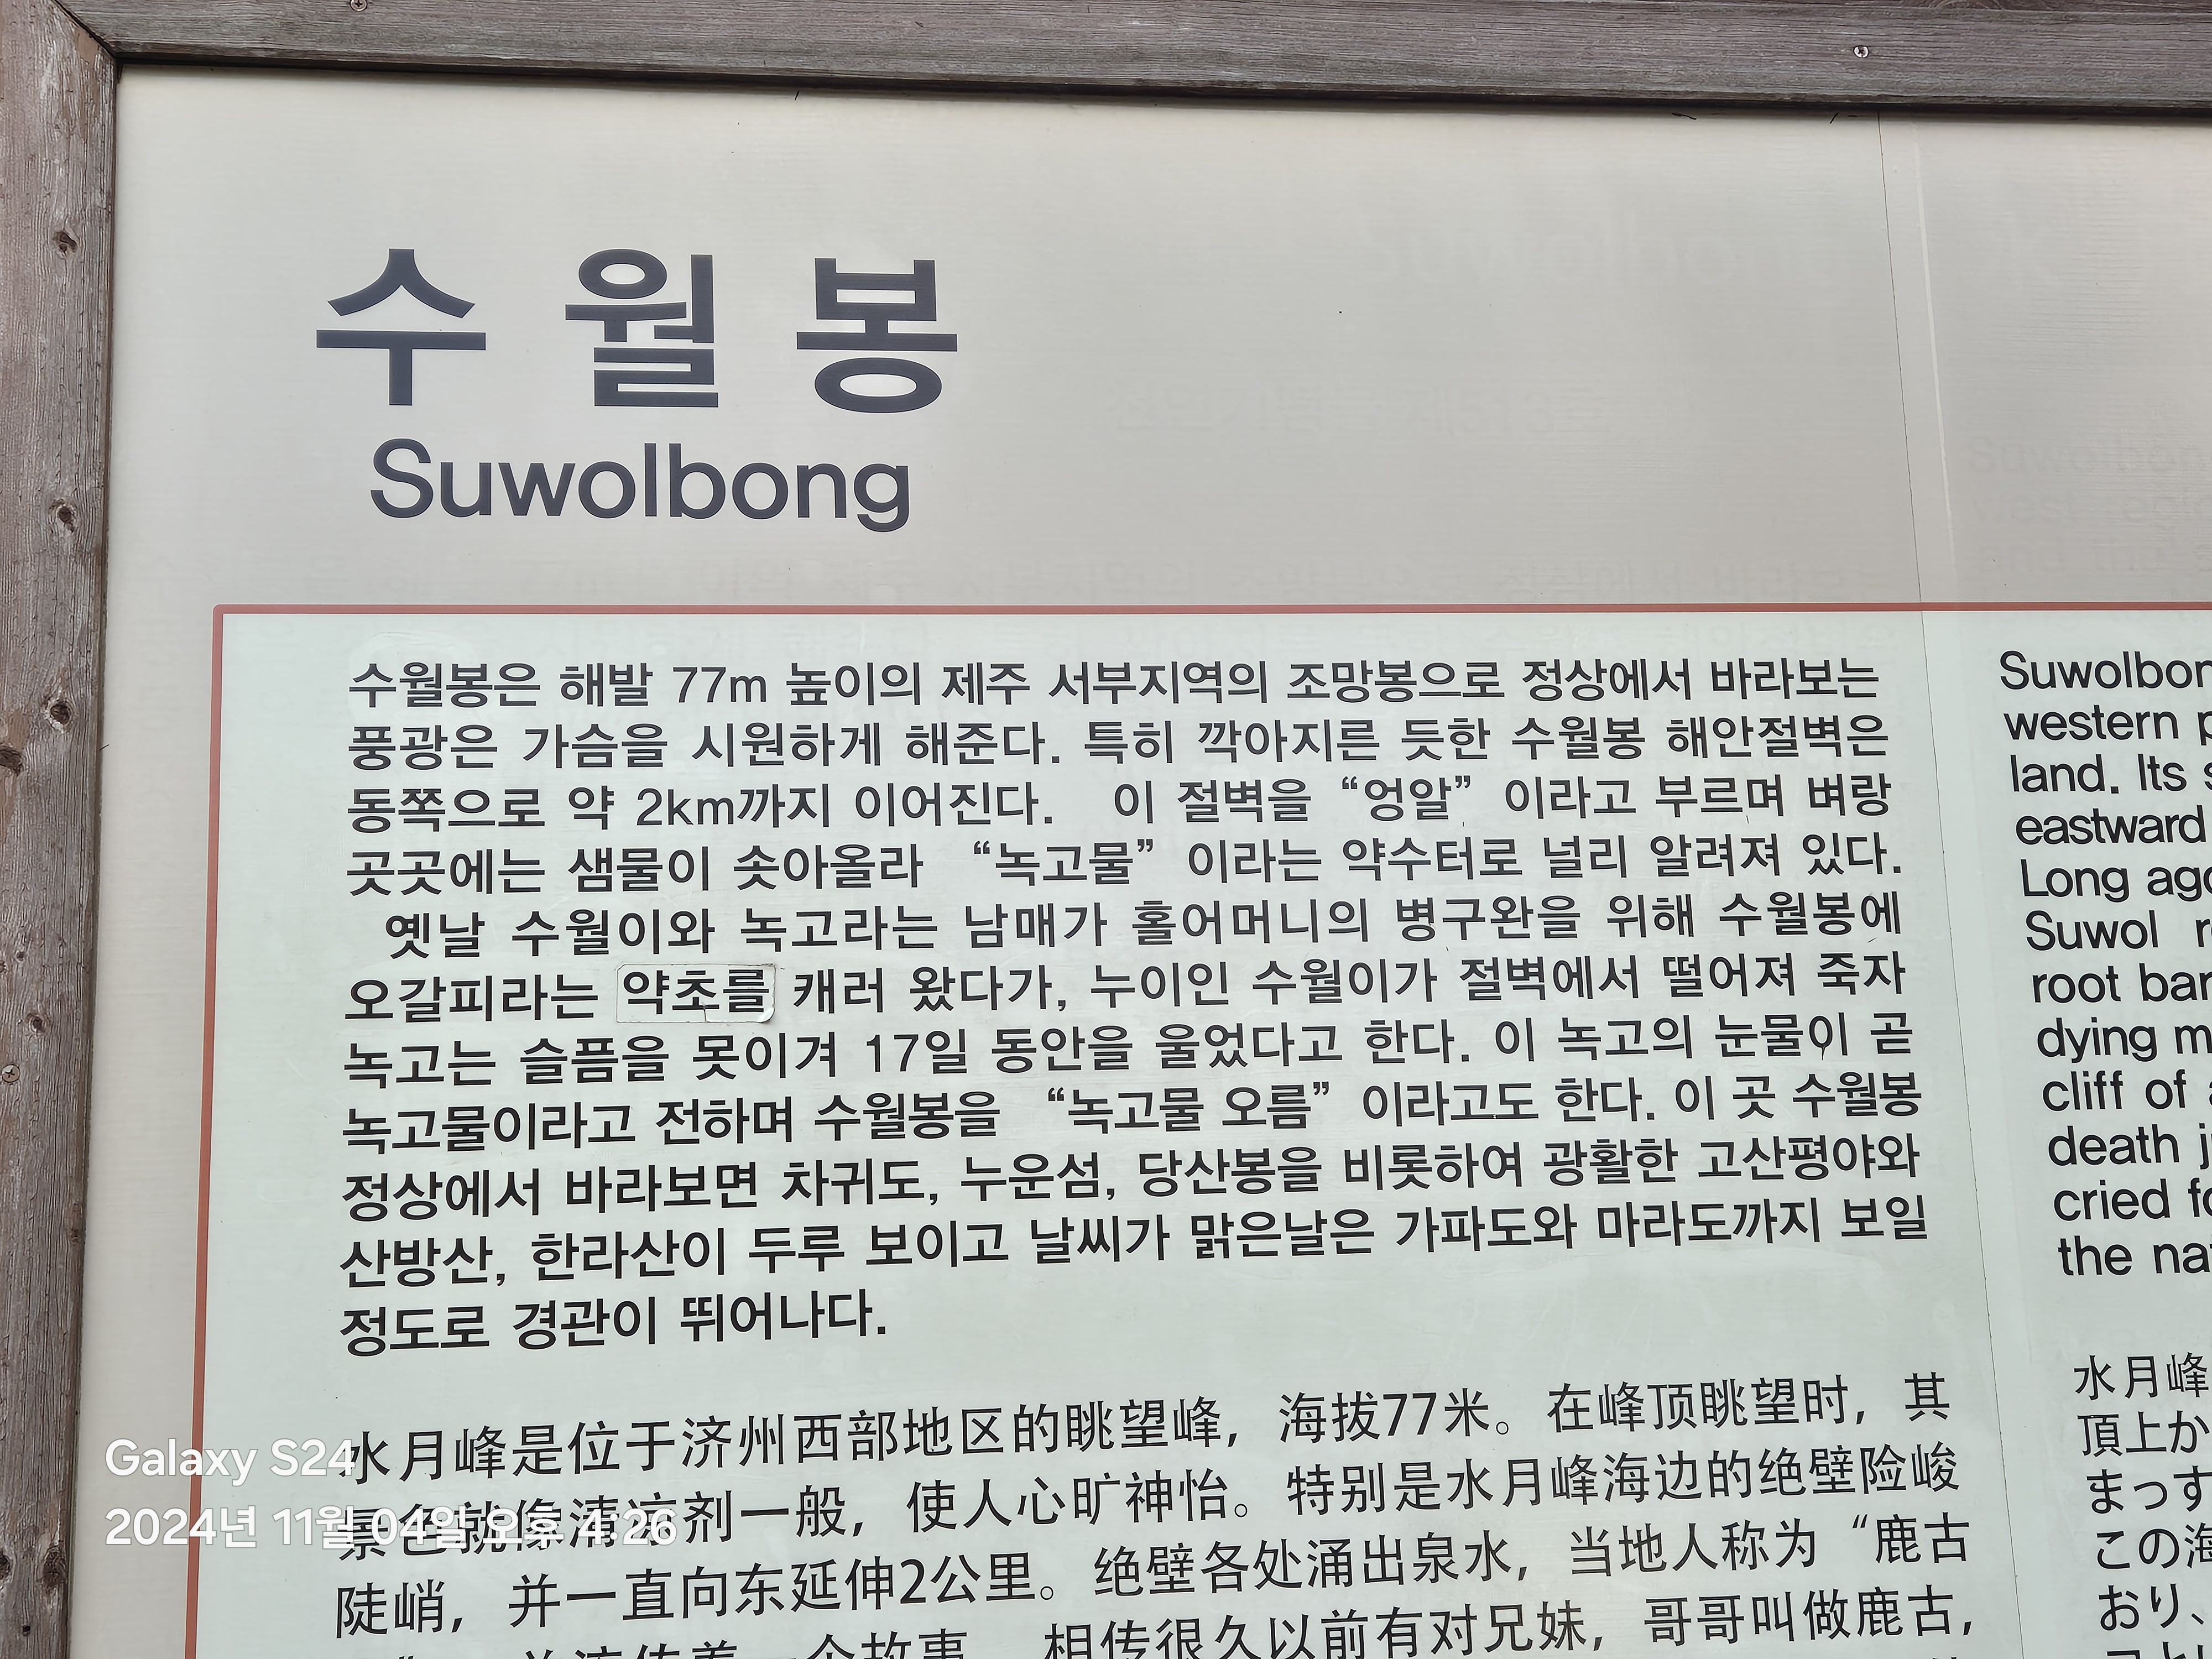 수월봉
Suwolbong
수월봉은 해발 77m 높이의 제주 서부지역의 조망봉으로 정상에서 바라보는
풍광은 가슴을 시원하게 해준다. 특히 깍아지른 듯한 수월봉 해안절벽은
동쪽으로 약 2km까지 이어진다. 이 절벽을 “엉알” 이라고 부르며 벼랑
곳곳에는 샘물이 솟아올라 “녹고물” 이라는 약수터로 널리 알려져 있다.
옛날 수월이와 녹고라는 남매가 홀어머니의 병구완을 위해 수월봉에
오갈피라는 약초를 캐러 왔다가, 누이인 수월이가 절벽에서 떨어져 죽자
녹고는 슬픔을 못이겨 17일 동안을 울었다고 한다. 이 녹고의 눈물이 곧
녹고물이라고 전하며 수월봉을 “녹고물 오름” 이라고도 한다. 이 곳 수월봉
정상에서 바라보면 차귀도, 누운섬, 당산봉을 비롯하여 광활한 고산평야와
산방산, 한라산이 두루 보이고 날씨가 맑은날은 가파도와 마라도까지 보일
정도로 경관이 뛰어나다.
水月峰是位于济州西部地区的眺望峰，海拔77米。在峰顶眺望时，其
景色就像清凉剂一般，使人心旷神怡。特别是水月峰海边的绝壁险峻
陡峭，并一直向东延伸2公里。绝壁各处涌出泉水，当地人称为“鹿古
相传很久以前有对兄妹，哥哥叫做鹿古，
Suwolbon
western p
land. Its s
eastward
Long ago
Suwol r
root bar
dying m
cliff of a
death j
cried fo
the nat
水月峰
頂上か
まっす
この海
おり、
Galaxy S24
2024년 11월 04일 오후 4:26